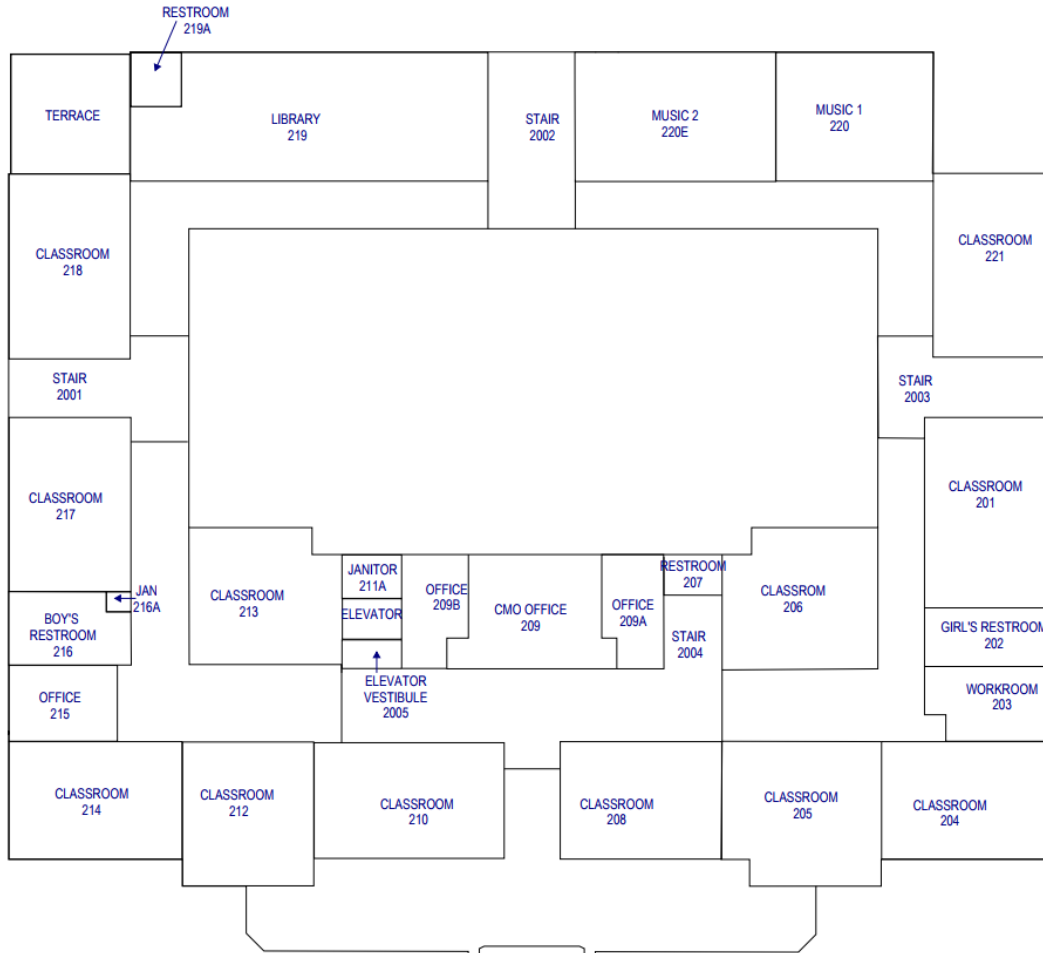 RESTROOM
219A
TERRACE
LIBRARY
219
STAIR
2002
MUSIC 2
220E
MUSIC 1
220
CLASSROOM
218
CLASSROOM
221
STAIR
2001
STAIR
2003
CLASSROOM
217
CLASSROOM
201
JAN
216A
BOY'S
RESTROOM
216
CLASSROOM
213
JANITOR
211A
ELEVATOR
OFFICE
209B
CMO OFFICE
209
OFFICE
209A
RESTROOM
207
STAIR
2004
CLASSROM
206
GIRL'S RESTROOM
202
OFFICE
215
ELEVATOR
VESTIBULE
2005
WORKROOM
203
CLASSROOM
214
CLASSROOM
212
CLASSROOM
210
CLASSROOM
208
CLASSROOM
205
CLASSROOM
204